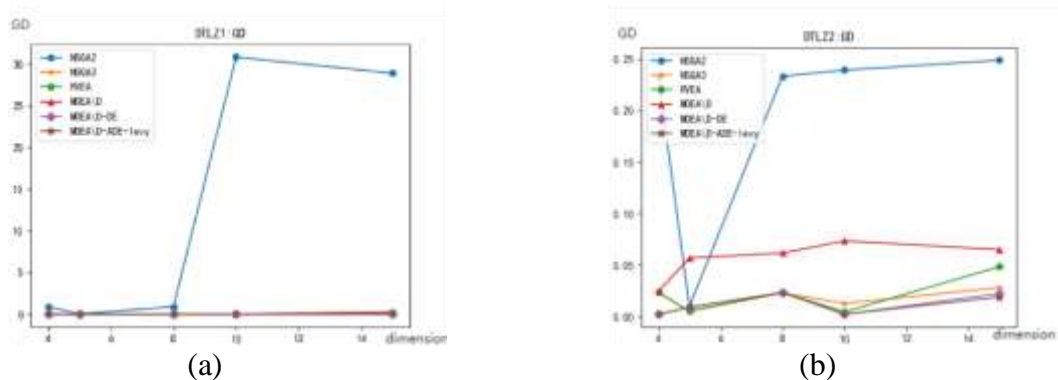 GD
DTLZ1:GD
NSGA2
NSGA3
RVEA
MOEA\D
MOEA\D-DE
MOEA\D-ADE-levy
30
25
20
15
10
5
0
4
6
8
10
12
14
dimension
(a)
GD
DTLZ2:GD
NSGA2
NSGA3
RVEA
MOEA\D
MOEA\D-DE
MOEA\D-ADE-levy
0.25
0.20
0.15
0.10
0.05
0.00
4
6
8
10
12
14
dimension
(b)